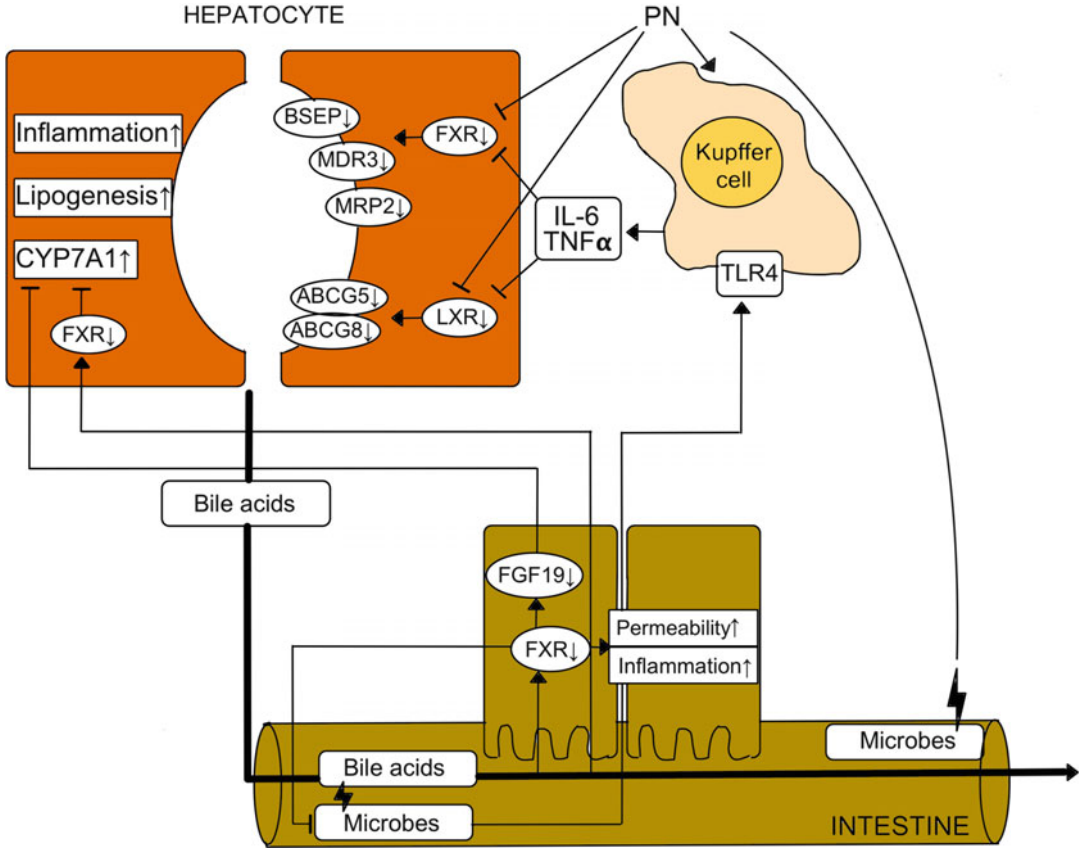 HEPATOCYTE
PN
Inflammation↑
Lipogenesis↑
CYP7A1↑
FXR↓
BSEP↓
MDR3↓
MRP2↓
FXR↓
ABCG5↓
ABCG8↓
LXR↓
IL-6
TNFα
Kupffer
cell
TLR4
Bile acids
FGF19↓
FXR↓
Permeability↑
Inflammation↑
Bile acids
Microbes
Microbes
INTESTINE